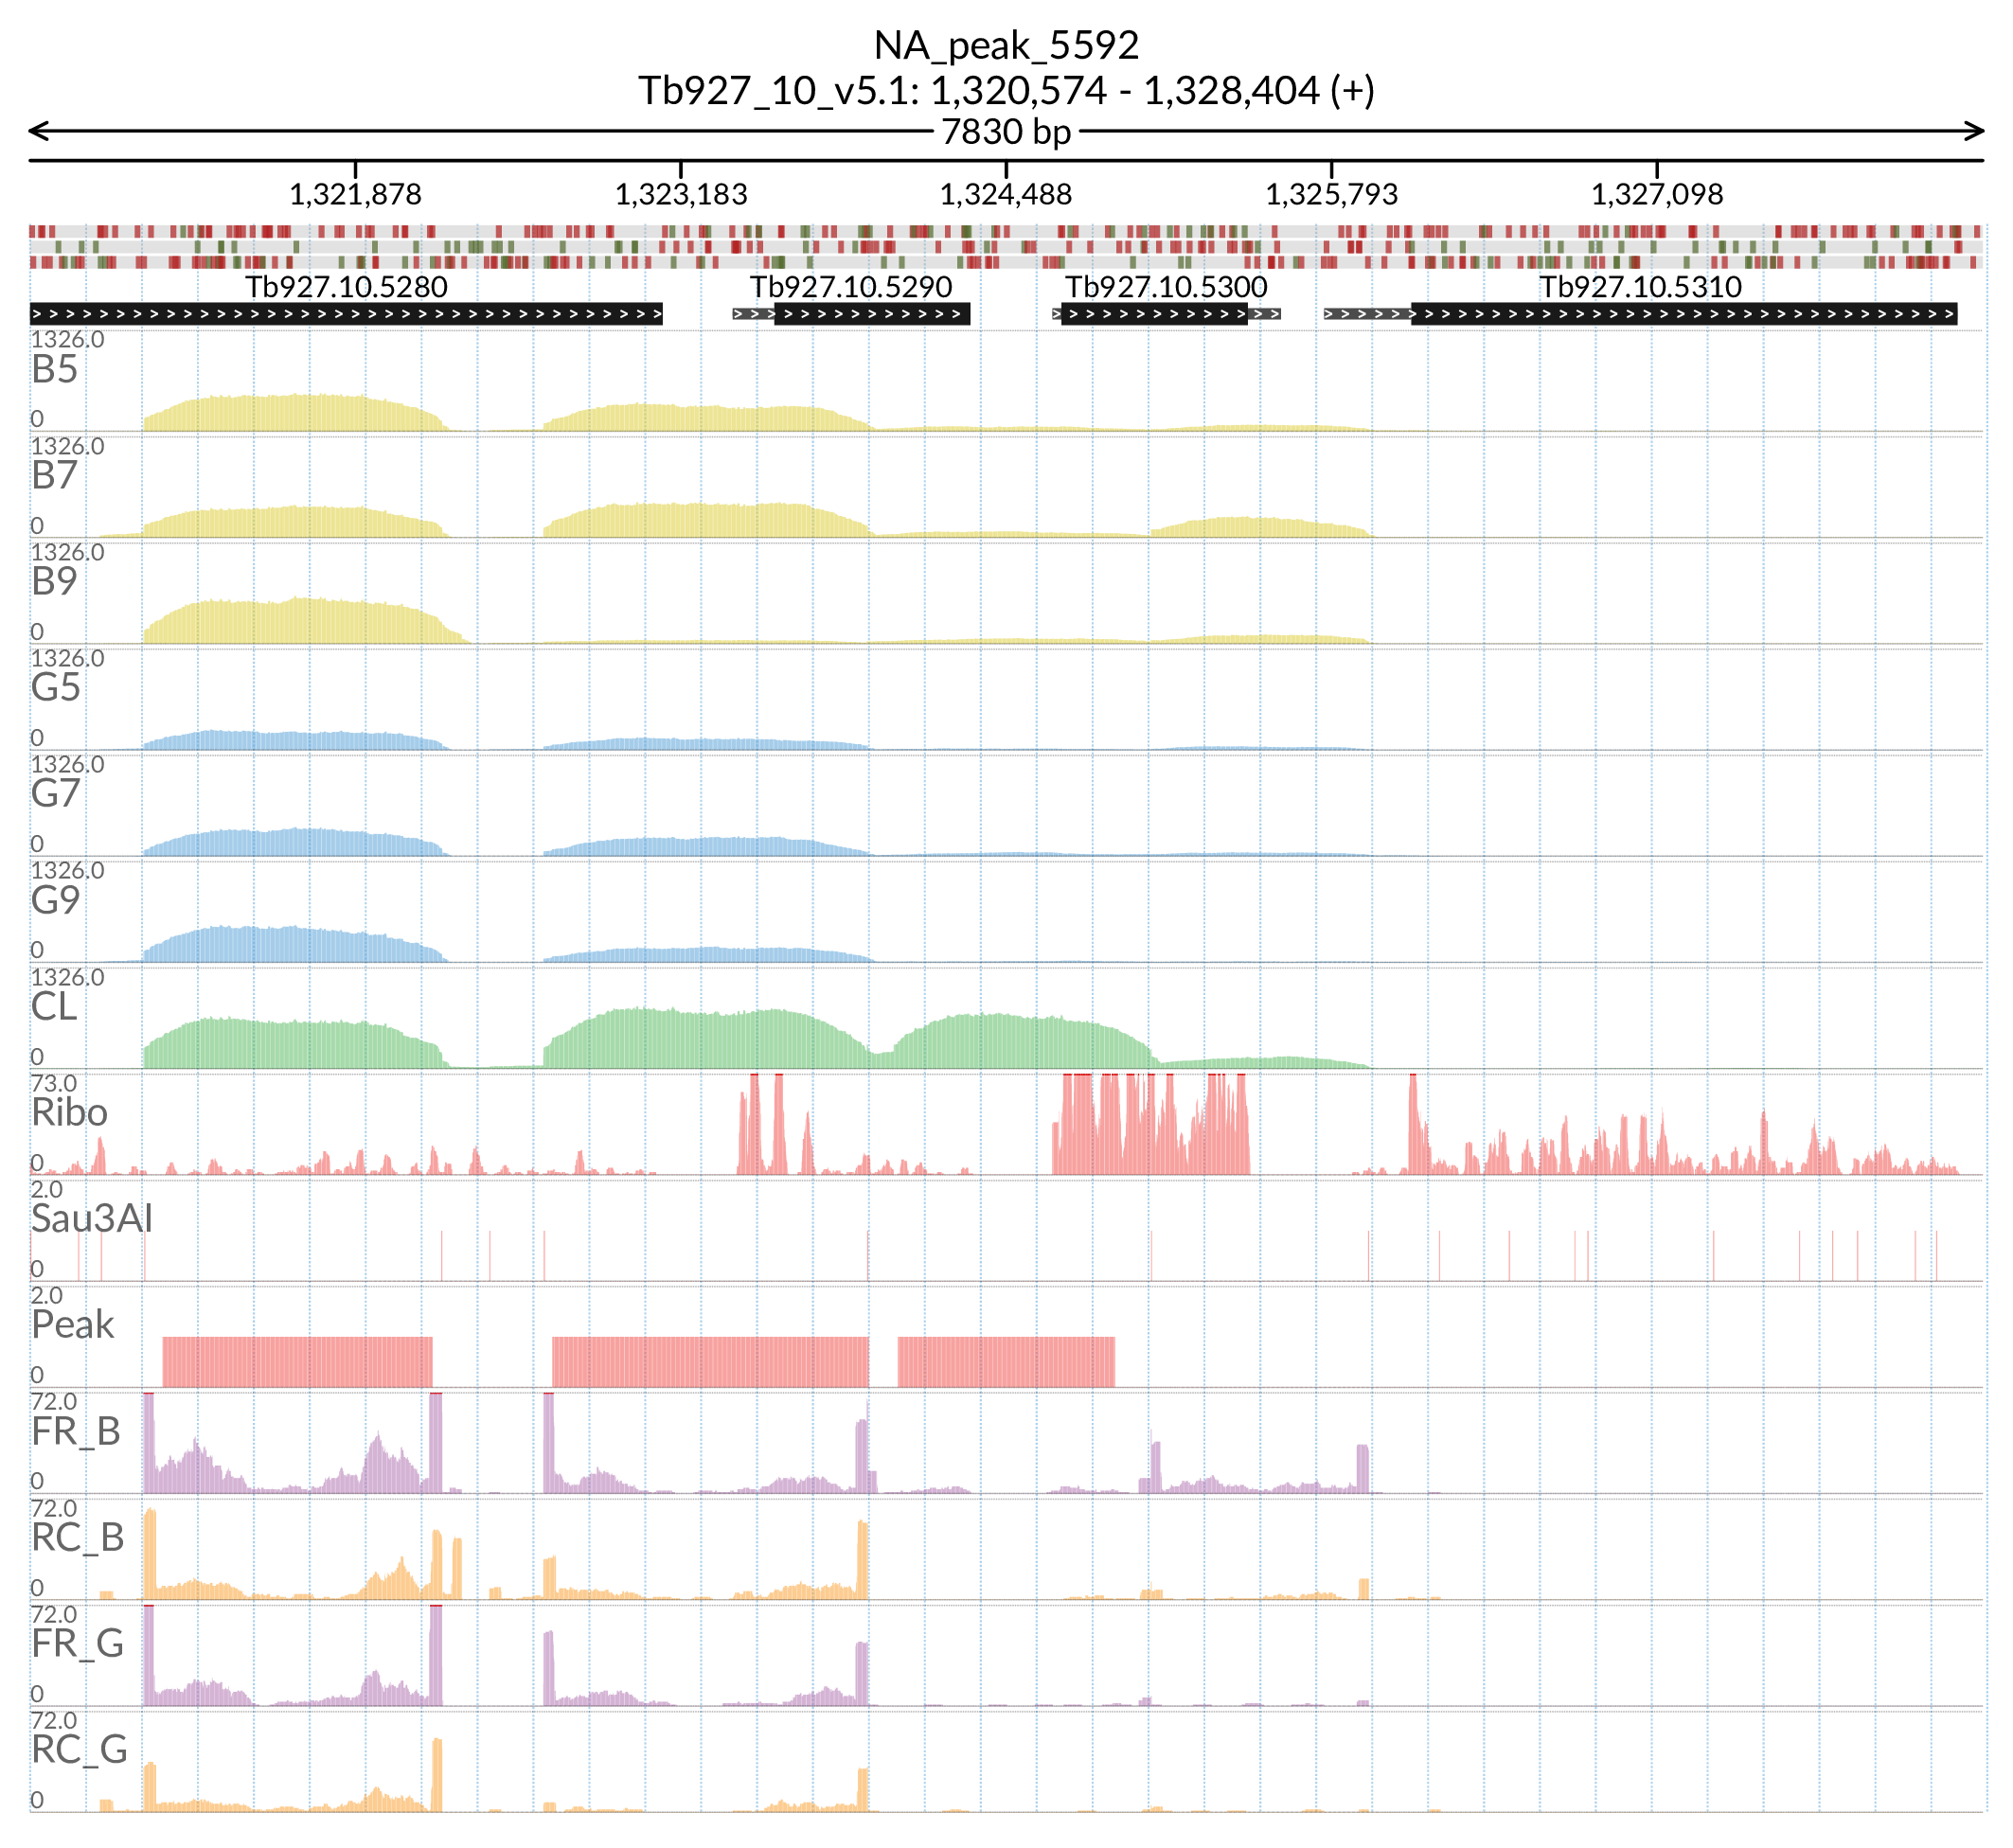 NA_peak_5592
Tb927_10_v5.1: 1,320,574 - 1,328,404 (+)
7830 bp
1,321,878 1,323,183 1,324,488 1,325,793 1,327,098
Tb927.10.5280 Tb927.10.5290 Tb927.10.5300 Tb927.10.5310
1326.0
B5
0
1326.0
B7
0
1326.0
B9
0
1326.0
G5
0
1326.0
G7
0
1326.0
G9
0
1326.0
CL
0
73.0
Ribo
0
2.0
Sau3AI
0
2.0
Peak
0
72.0
FR_B
0
72.0
RC_B
0
72.0
FR_G
0
72.0
RC_G
0